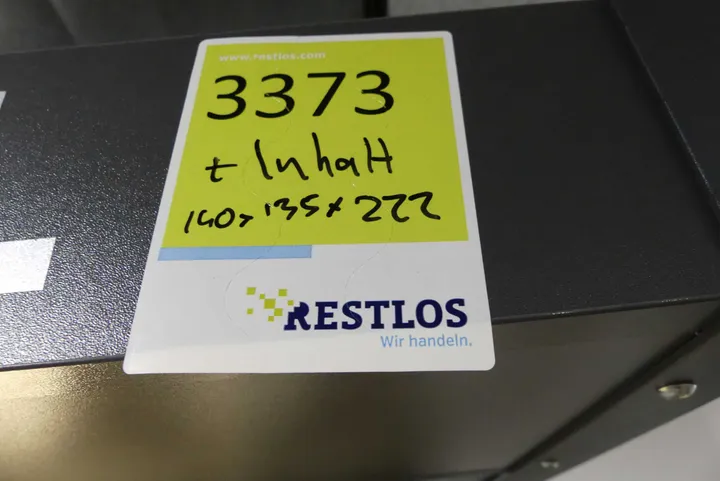 www.restlos.com
3373
+ Inhalt
140x135x222
RESTLOS
Wir handeln.